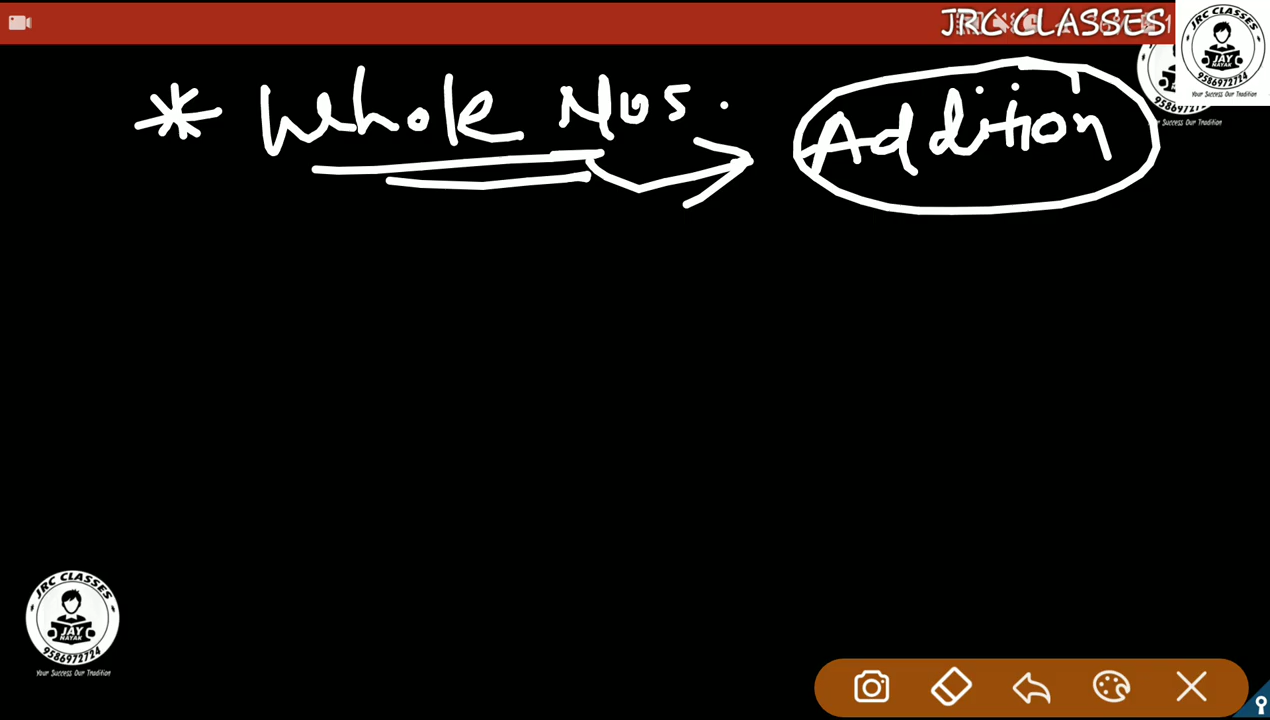 JRC CLASSES
JRC CLASSES
JAY
NAYAK
9586972724
Your Success Our Tradition
* Whole Nos. → Addition
JRC CLASSES
JAY
NAYAK
9586972724
Your Success Our Tradition